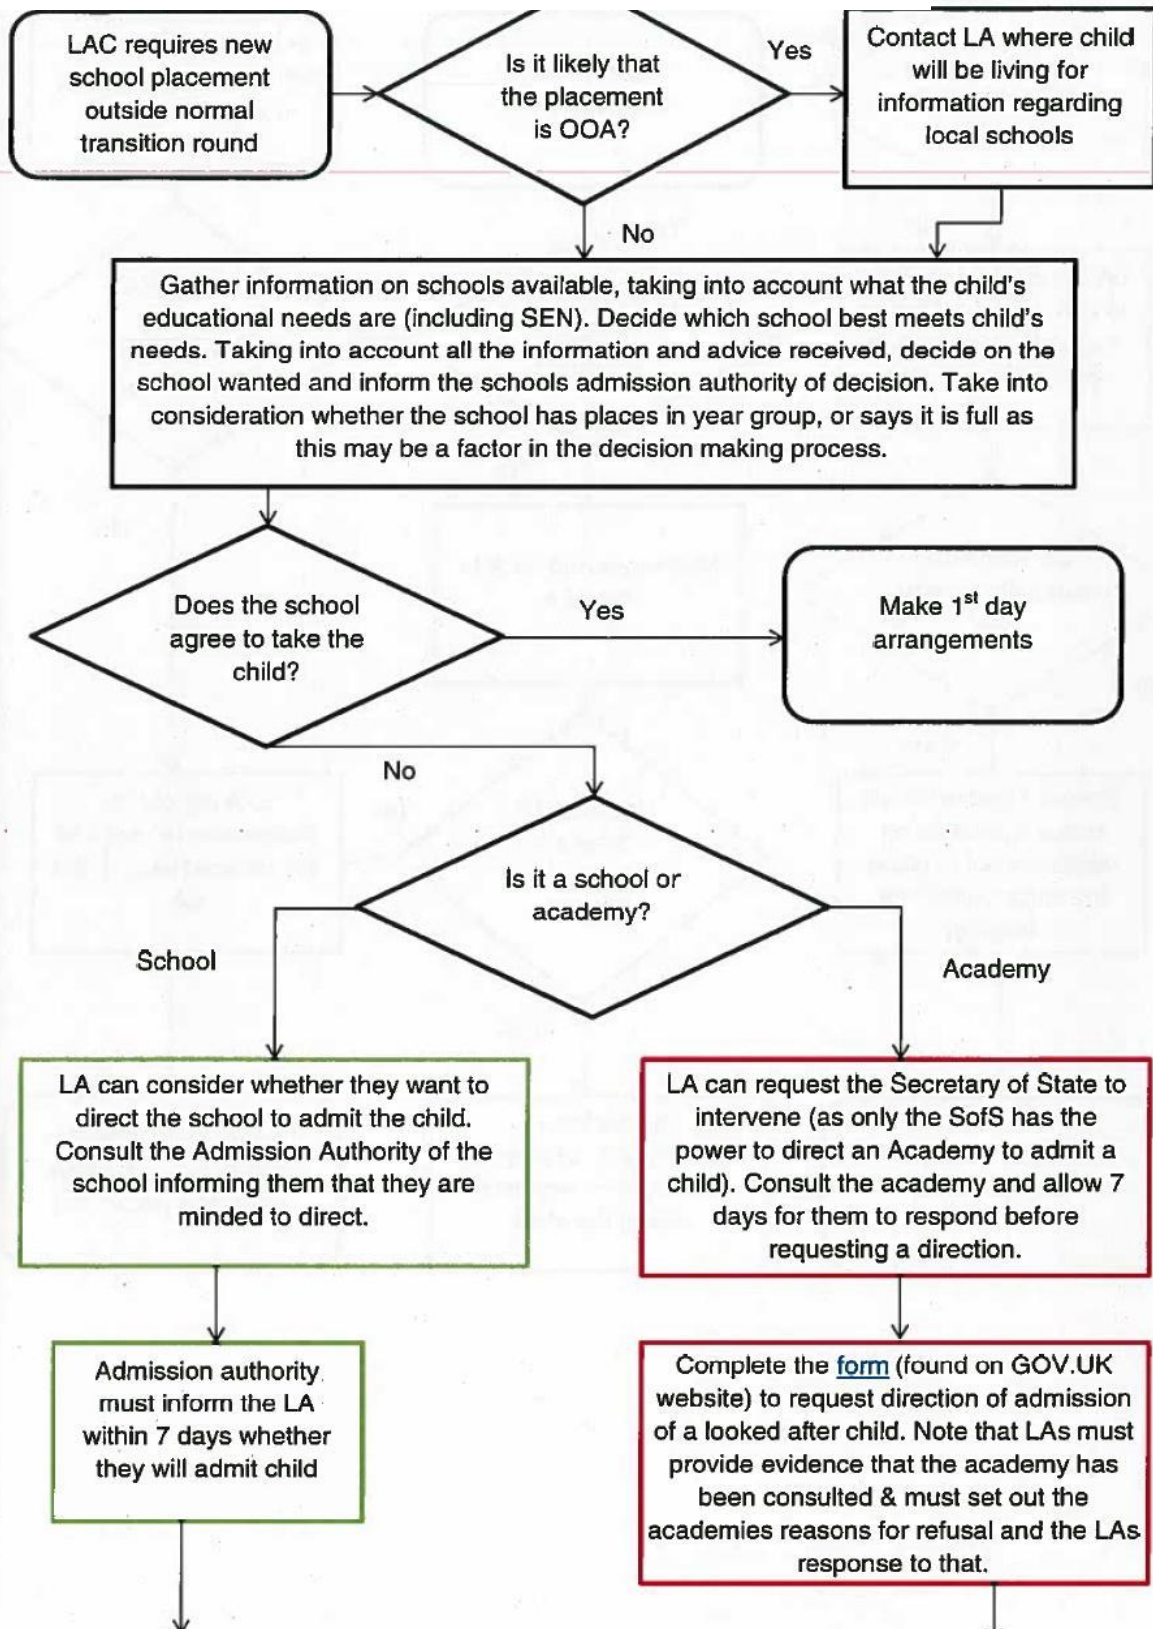 LAC requires new
school placement
outside normal
transition round
Is it likely that
the placement
is OOA?
Yes
Contact LA where child
will be living for
information regarding
local schools
No
Gather information on schools available, taking into account what the child's
educational needs are (including SEN). Decide which school best meets child's
needs. Taking into account all the information and advice received, decide on the
school wanted and inform the schools admission authority of decision. Take into
consideration whether the school has places in year group, or says it is full as
this may be a factor in the decision making process.
Does the school
agree to take the
child?
Yes
Make 1st day
arrangements
No
Is it a school or
academy?
School
Academy
LA can consider whether they want to
direct the school to admit the child.
Consult the Admission Authority of the
school informing them that they are
minded to direct.
LA can request the Secretary of State to
intervene (as only the SofS has the
power to direct an Academy to admit a
child). Consult the academy and allow 7
days for them to respond before
requesting a direction.
Admission authority
must inform the LA
within 7 days whether
they will admit child
Complete the form (found on GOV.UK
website) to request direction of admission
of a looked after child. Note that LAs must
provide evidence that the academy has
been consulted & must set out the
academies reasons for refusal and the LAs
response to that.